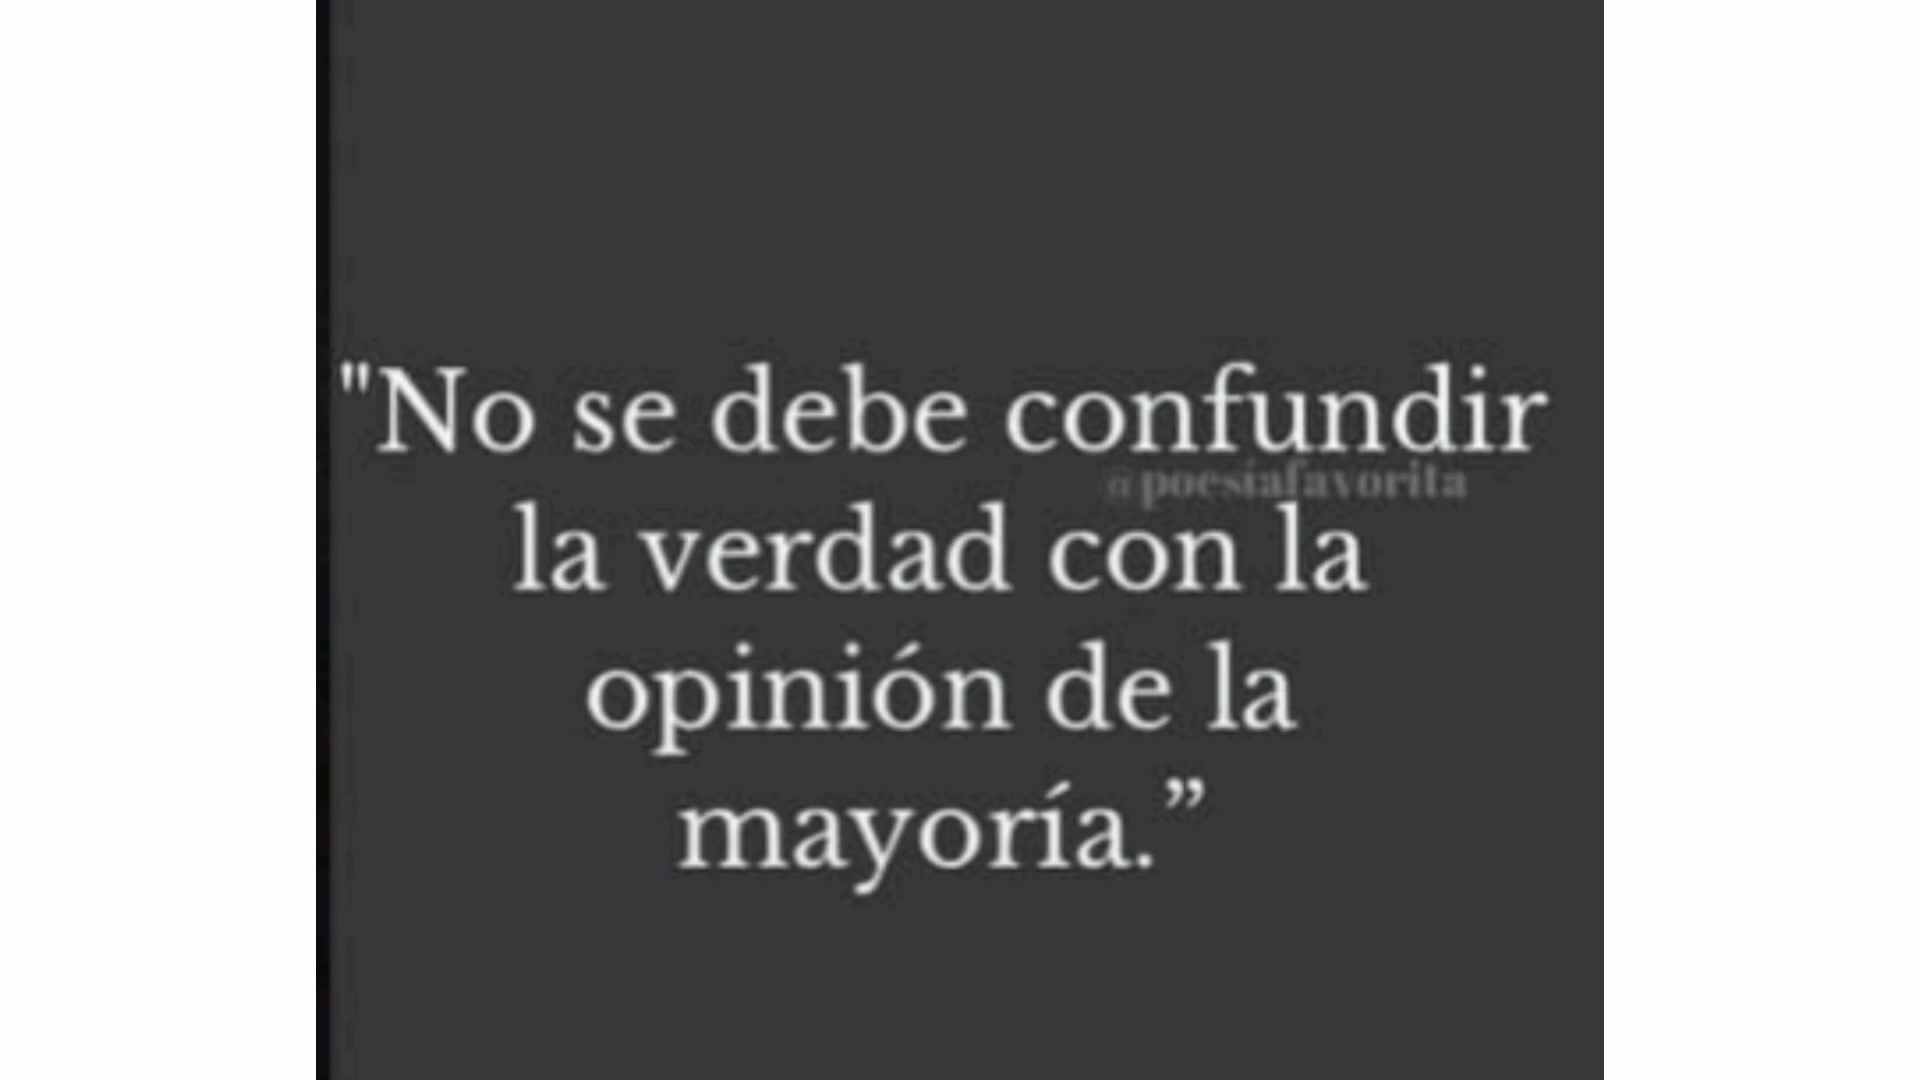 "No se debe confundir
@poesiafavorita
la verdad con la
opinión de la
mayoría.”